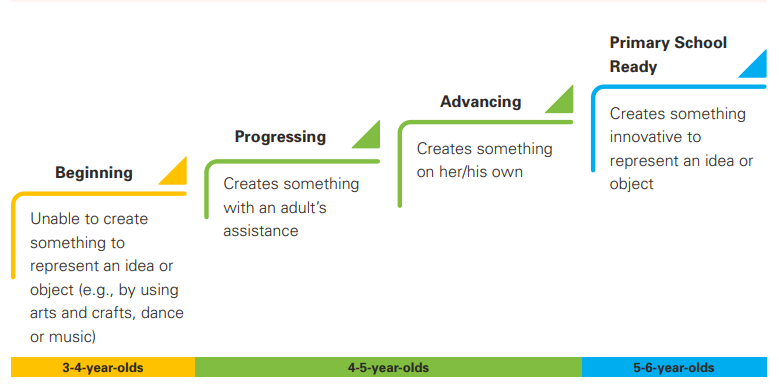 Beginning
Unable to create
something to
represent an idea or
object (e.g., by using
arts and crafts, dance
or music)
Progressing
Creates something
with an adult’s
assistance
Advancing
Creates something
on her/his own
Primary School
Ready
Creates something
innovative to
represent an idea or
object
3-4-year-olds
4-5-year-olds
5-6-year-olds